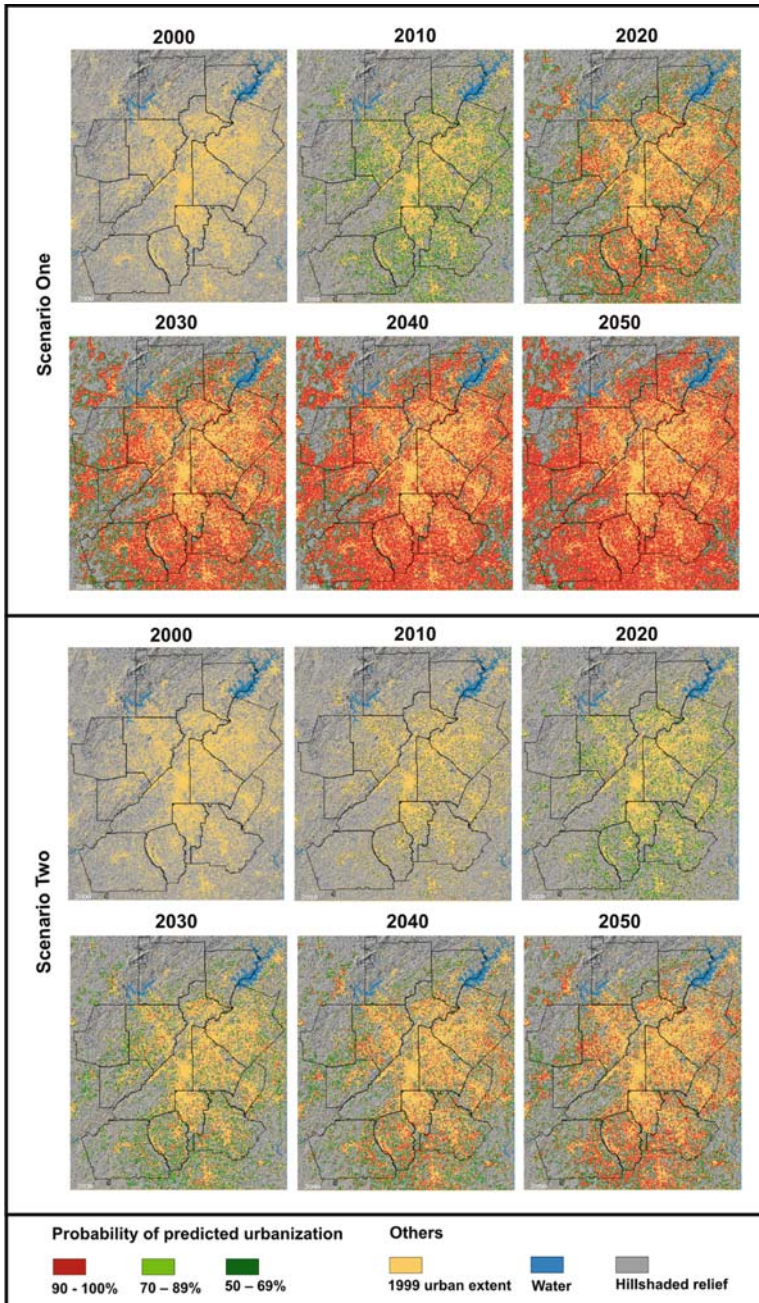 2000 2010 2020
Scenario One
2030 2040 2050
2000 2010 2020
Scenario Two
2030 2040 2050
Probability of predicted urbanization Others
90 - 100% 70 – 89% 50 – 69% 1999 urban extent Water Hillshaded relief